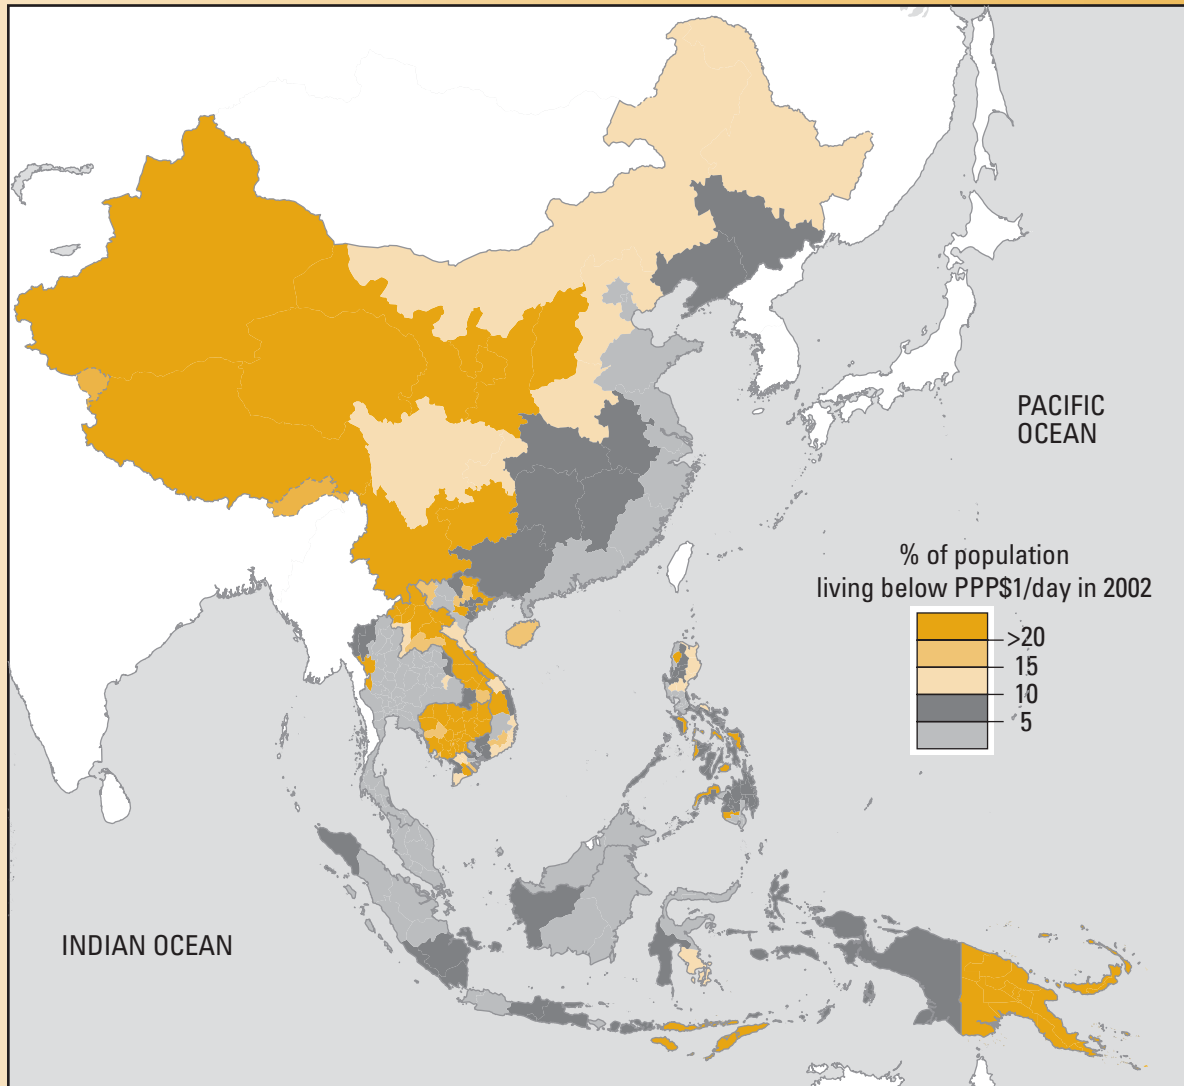 PACIFIC
OCEAN
% of population
living below PPP$1/day in 2002
>20
15
10
5
INDIAN OCEAN